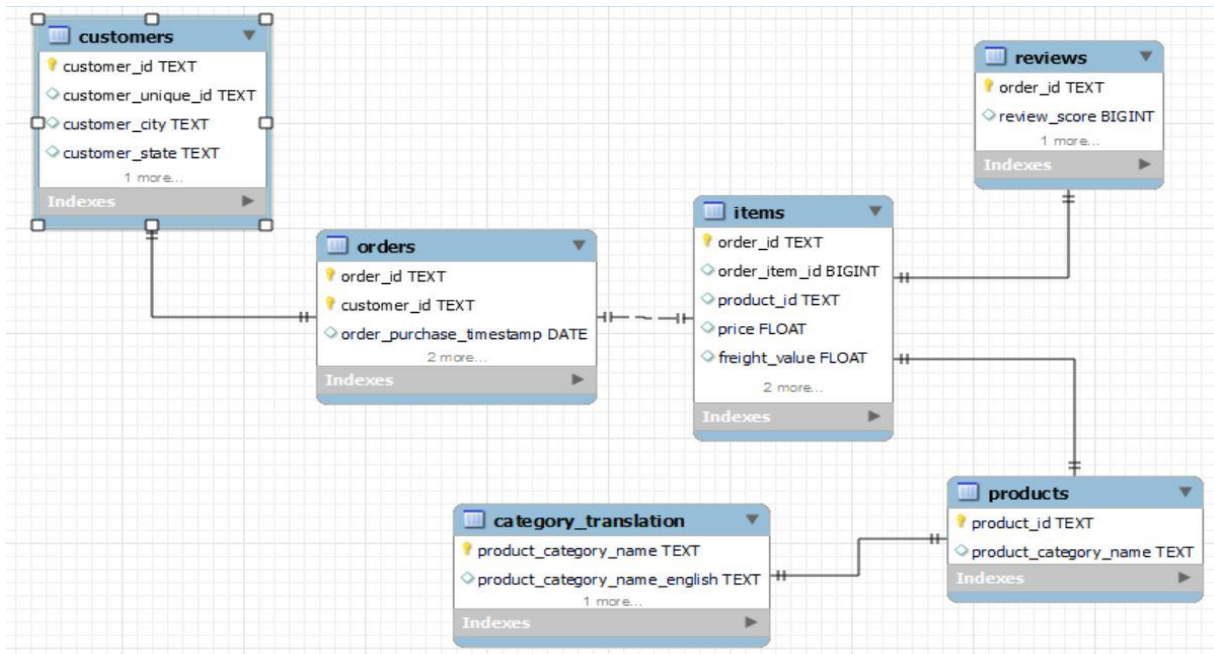 customers
customer_id TEXT
customer_unique_id TEXT
customer_city TEXT
customer_state TEXT
1 more...
Indexes
orders
order_id TEXT
customer_id TEXT
order_purchase_timestamp DATE
2 more...
Indexes
items
order_id TEXT
order_item_id BIGINT
product_id TEXT
price FLOAT
freight_value FLOAT
2 more...
Indexes
reviews
order_id TEXT
review_score BIGINT
1 more...
Indexes
category_translation
product_category_name TEXT
product_category_name_english TEXT
1 more...
Indexes
products
product_id TEXT
product_category_name TEXT
Indexes